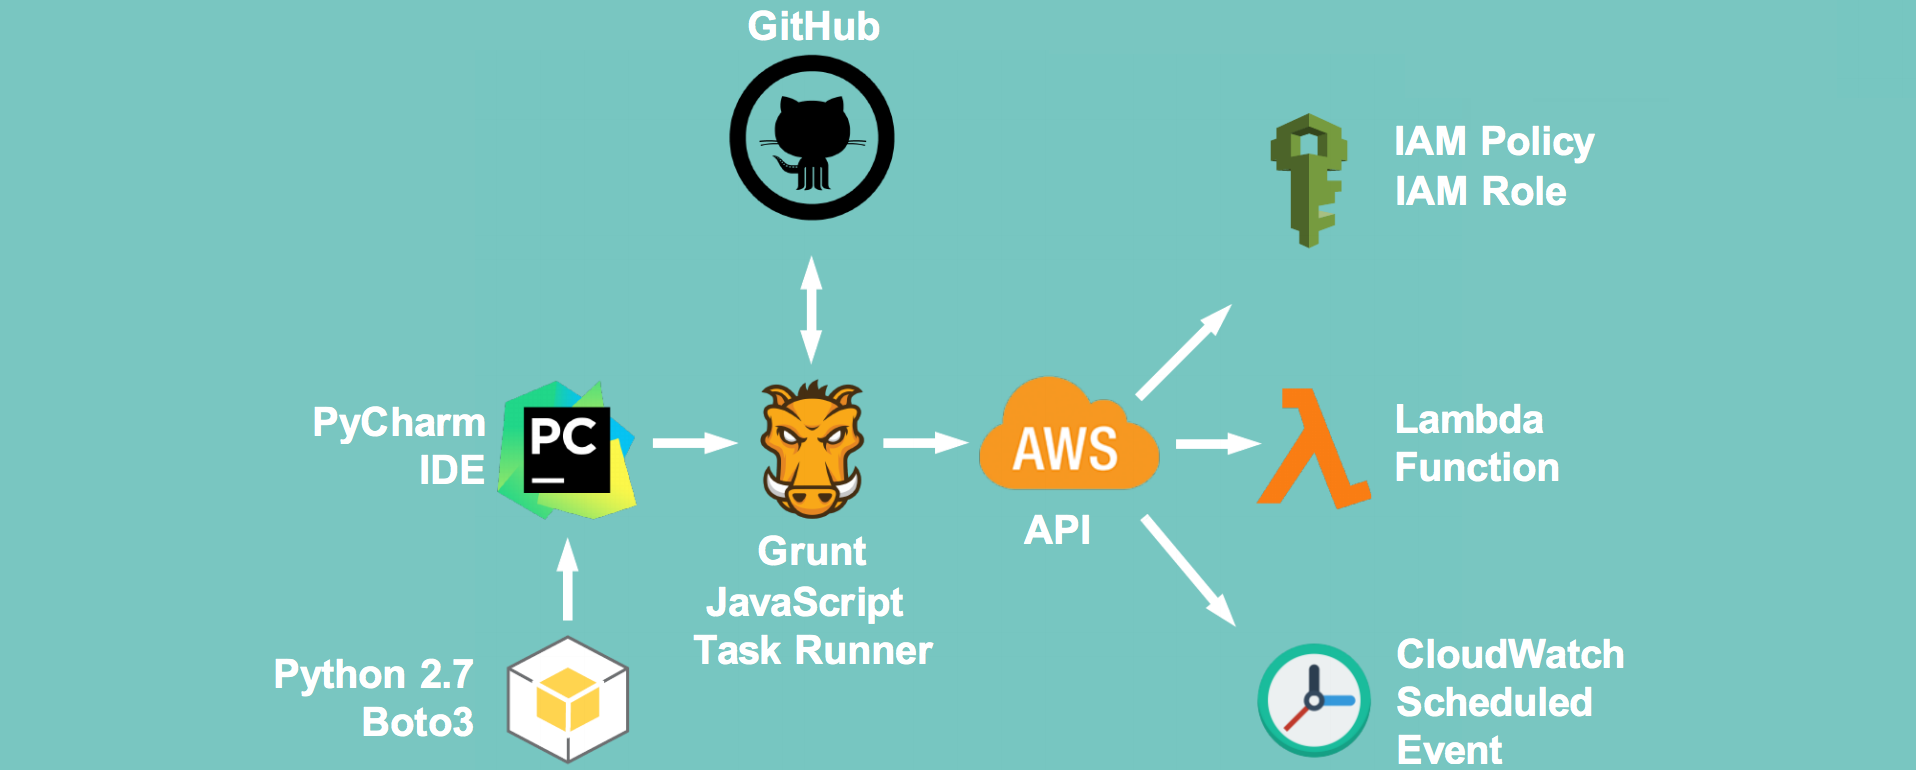 GitHub
IAM Policy
IAM Role
PyCharm
IDE
PC
AWS
API
Lambda
Function
Grunt
JavaScript
Task Runner
Python 2.7
Boto3
CloudWatch
Scheduled
Event